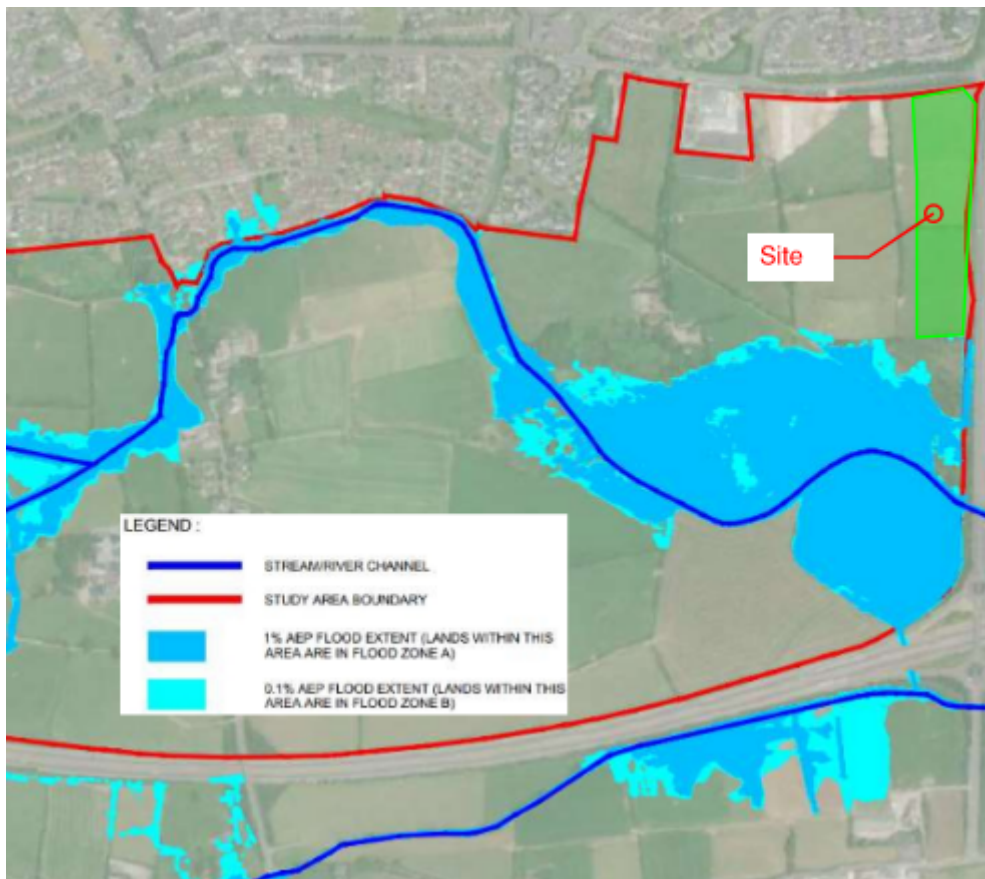 Site
LEGEND :
STREAM/RIVER CHANNEL
STUDY AREA BOUNDARY
1% AEP FLOOD EXTENT (LANDS WITHIN THIS
AREA ARE IN FLOOD ZONE A)
0.1% AEP FLOOD EXTENT (LANDS WITHIN THIS
AREA ARE IN FLOOD ZONE B)